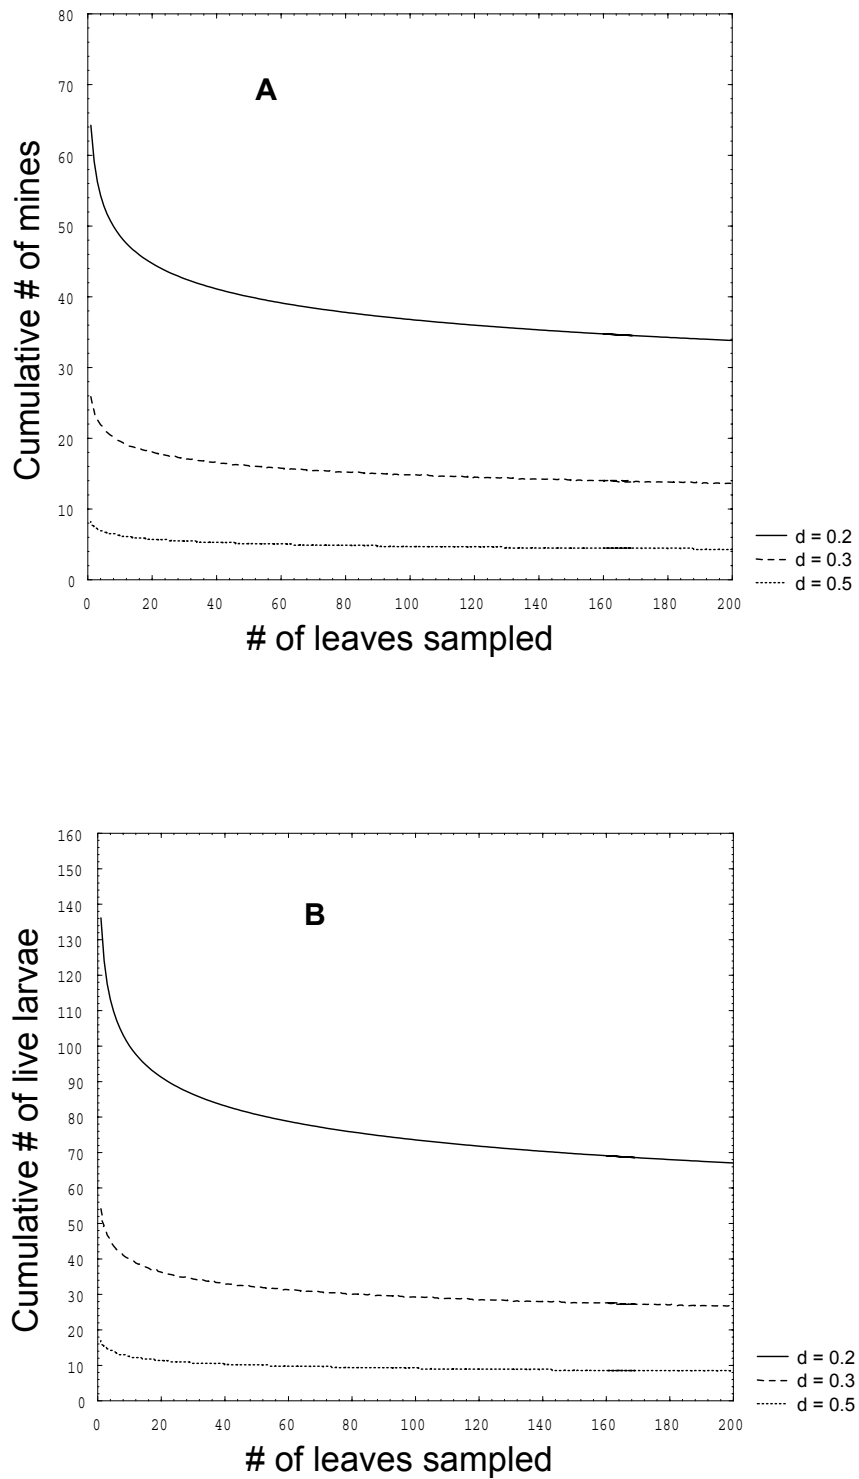 80
70
60
50
40
30
20
10
0
A
Cumulative # of mines
0 20 40 60 80 100 120 140 160 180 200
# of leaves sampled
d = 0.2
d = 0.3
d = 0.5
160
150
140
130
120
110
100
90
80
70
60
50
40
30
20
10
0
B
Cumulative # of live larvae
0 20 40 60 80 100 120 140 160 180 200
# of leaves sampled
d = 0.2
d = 0.3
d = 0.5